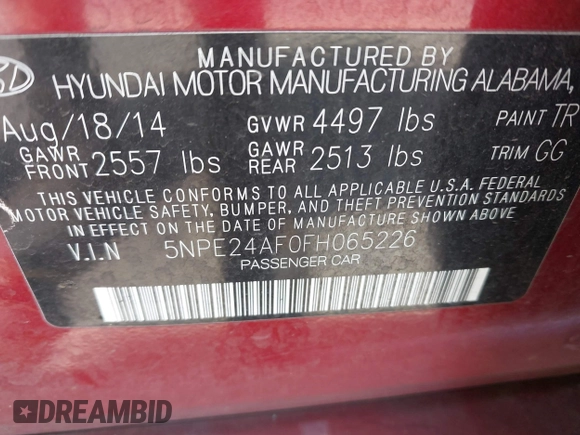 MANUFACTURED BY
HYUNDAI MOTOR MANUFACTURING ALABAMA,
Aug/18/14 GVWR 4497 lbs PAINT TR
GAWR FRONT 2557 lbs GAWR REAR 2513 lbs TRIM GG
THIS VEHICLE CONFORMS TO ALL APPLICABLE U.S.A. FEDERAL
MOTOR VEHICLE SAFETY, BUMPER, AND THEFT PREVENTION STANDARDS
IN EFFECT ON THE DATE OF MANUFACTURE SHOWN ABOVE
V.I.N 5NPE24AF0FH065226
PASSENGER CAR
DREAMBID